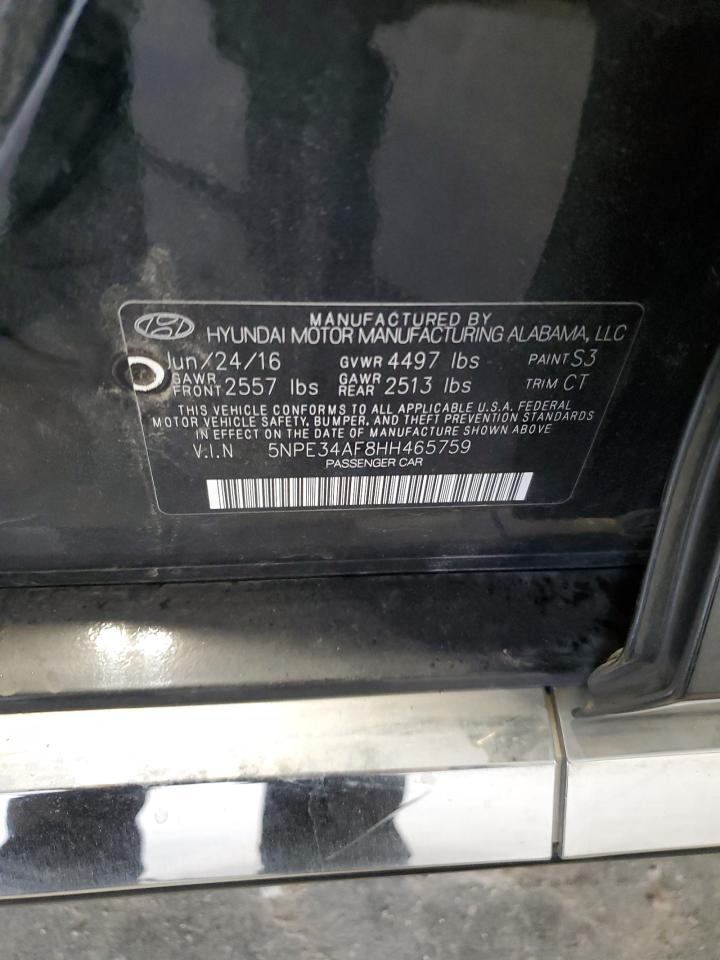 MANUFACTURED BY
HYUNDAI MOTOR MANUFACTURING ALABAMA, LLC
Jun/24/16 GVWR 4497 lbs PAINT S3
GAWR FRONT 2557 lbs GAWR REAR 2513 lbs TRIM CT
THIS VEHICLE CONFORMS TO ALL APPLICABLE U.S.A. FEDERAL
MOTOR VEHICLE SAFETY, BUMPER, AND THEFT PREVENTION STANDARDS
IN EFFECT ON THE DATE OF MANUFACTURE SHOWN ABOVE
V.I.N 5NPE34AF8HH465759
PASSENGER CAR